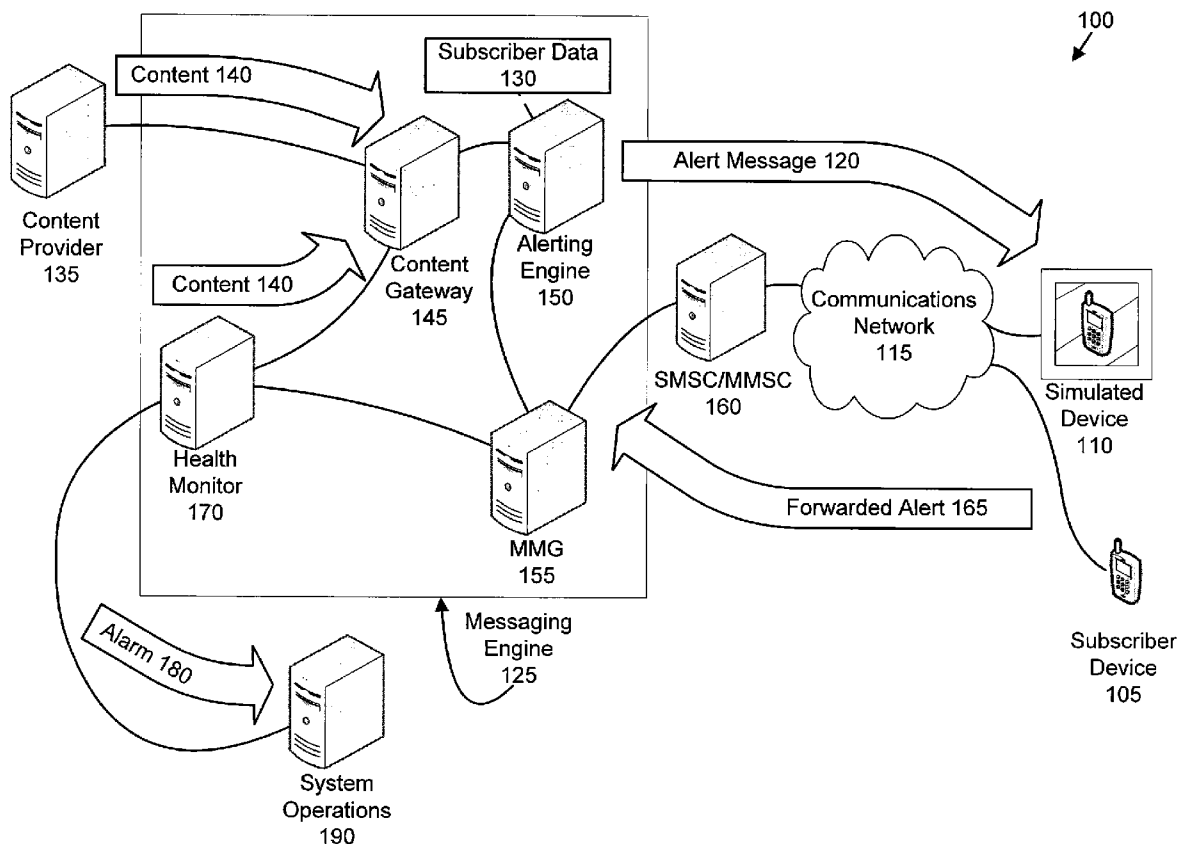 100
Subscriber Data
130
Content 140
Alert Message 120
Content
Provider
135
Content 140
Content
Gateway
145
Alerting
Engine
150
Communications
Network
115
SMSC/MMSC
160
Simulated
Device
110
Health
Monitor
170
Forwarded Alert 165
MMG
155
Alarm 180
Messaging
Engine
125
Subscriber
Device
105
System
Operations
190